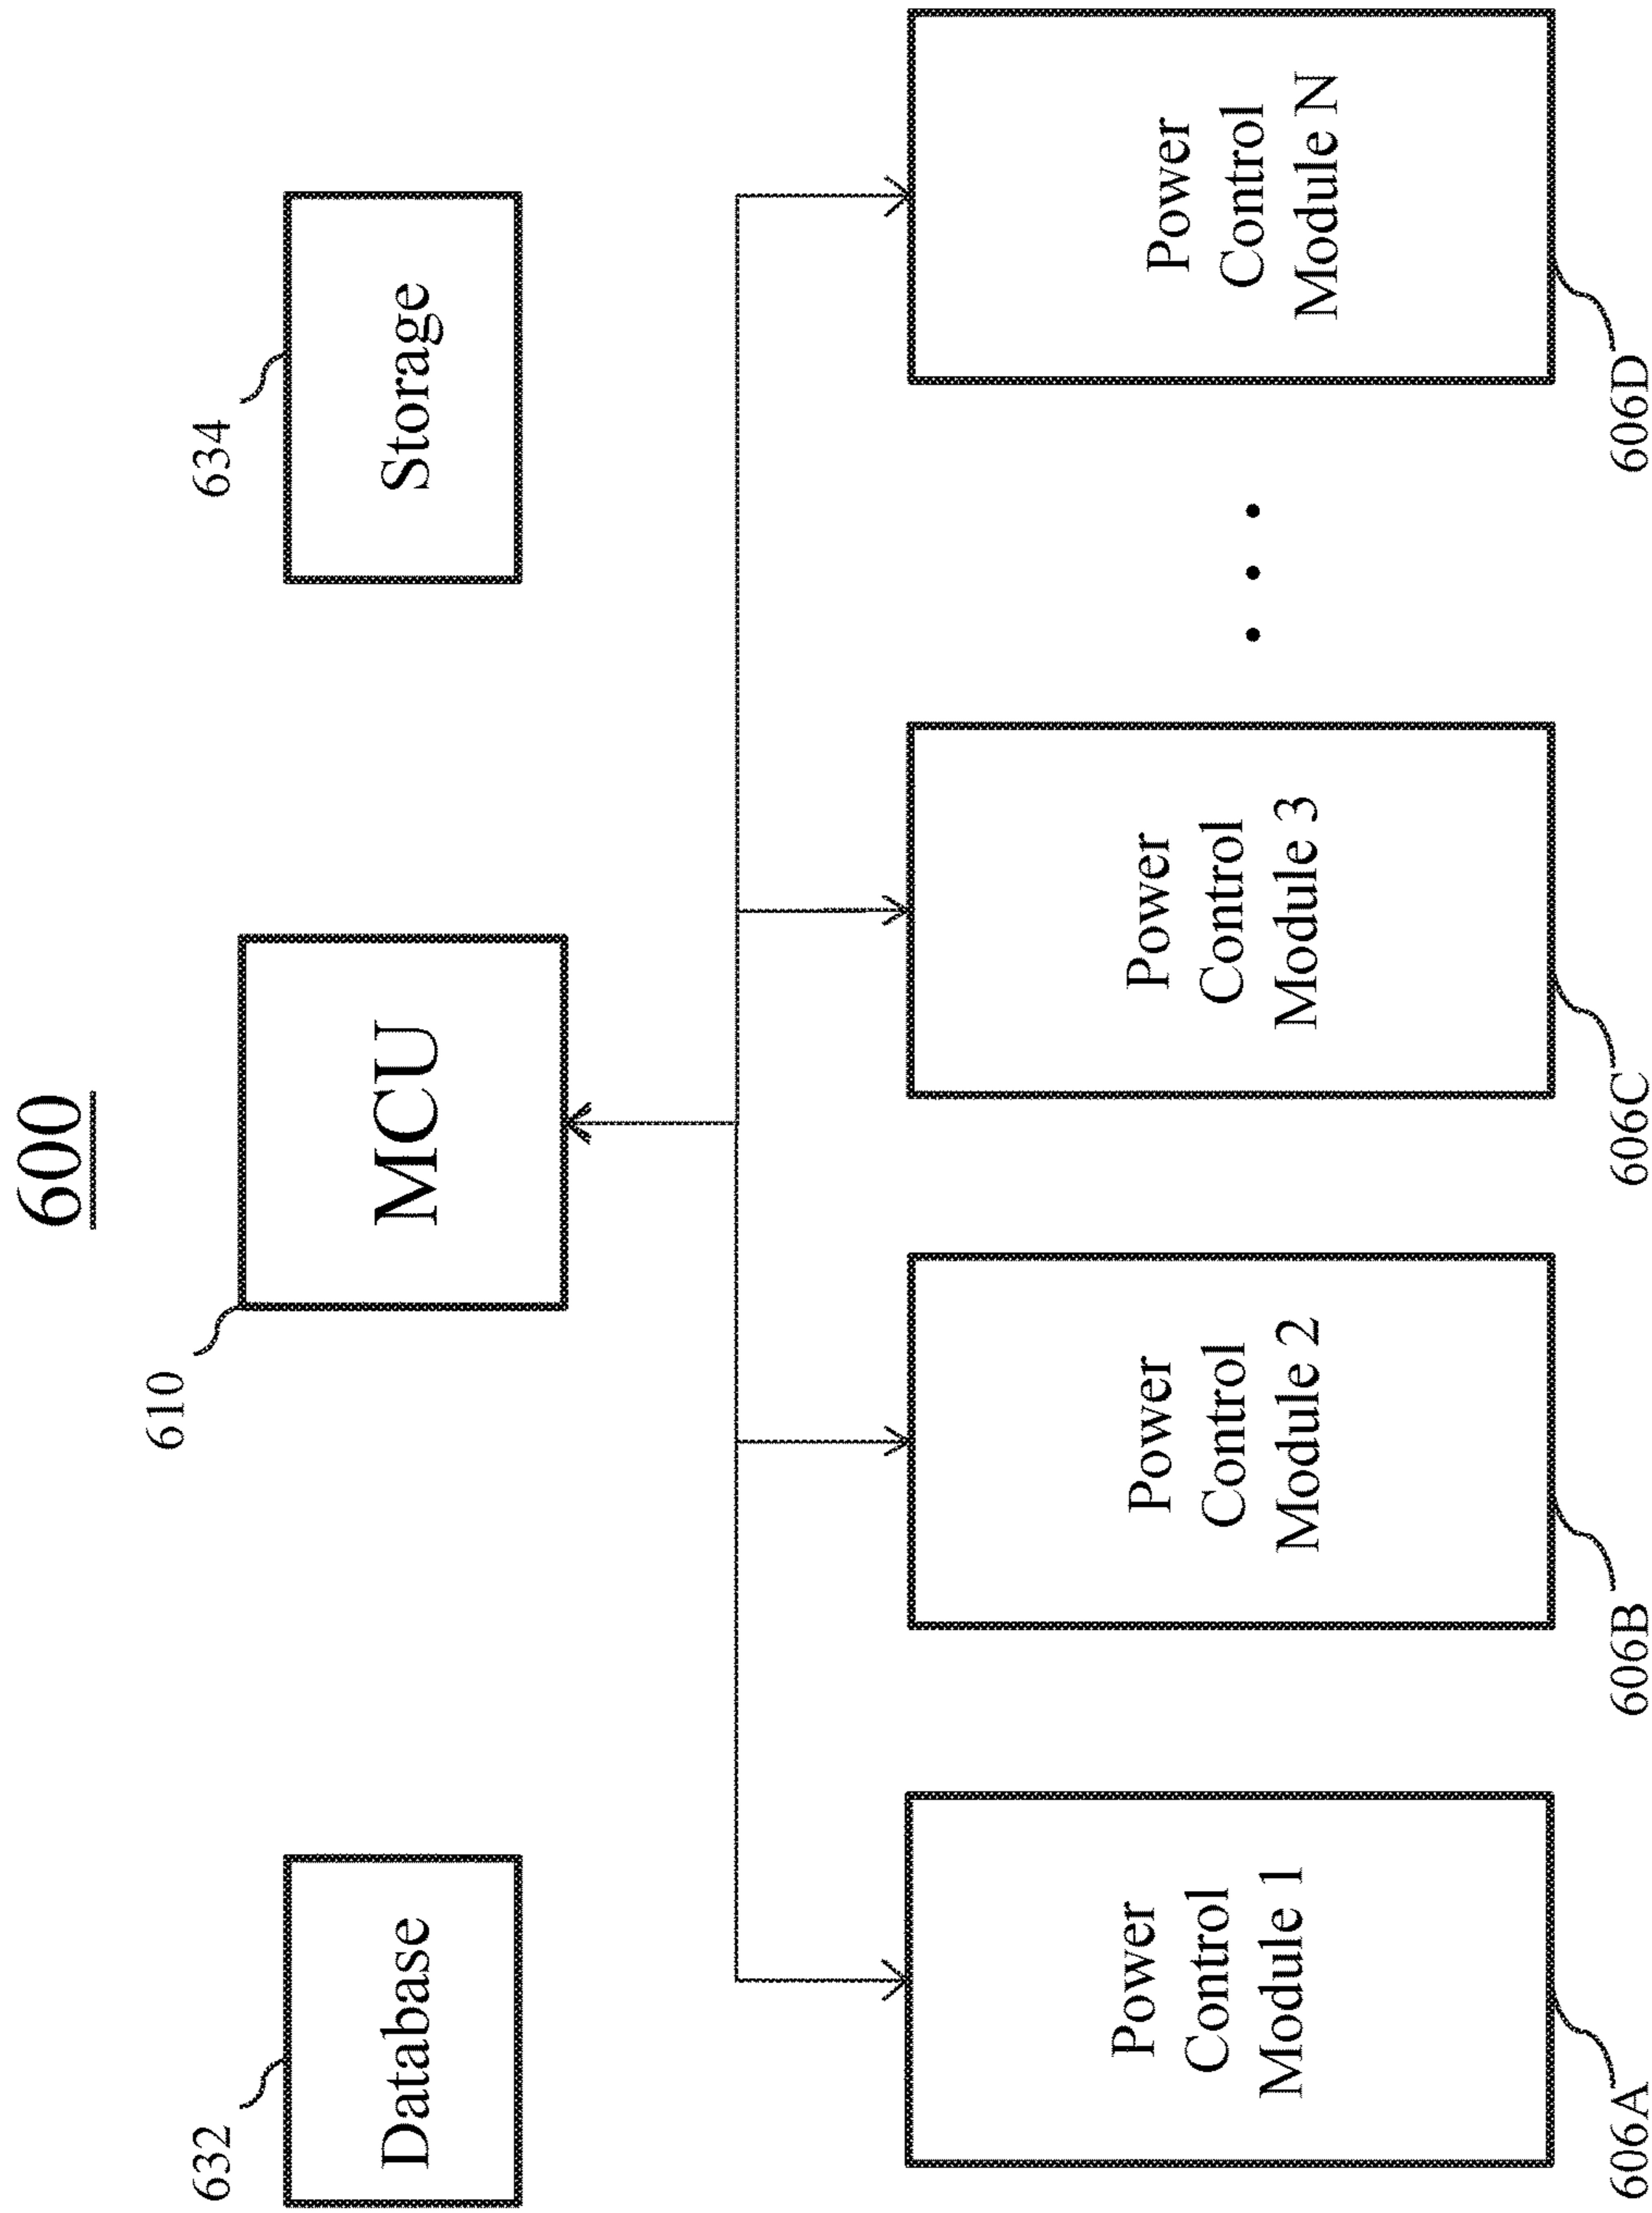 600
632
Database
610
MCU
634
Storage
Power
Control
Module 1
606A
Power
Control
Module 2
606B
Power
Control
Module 3
606C
Power
Control
Module N
606D